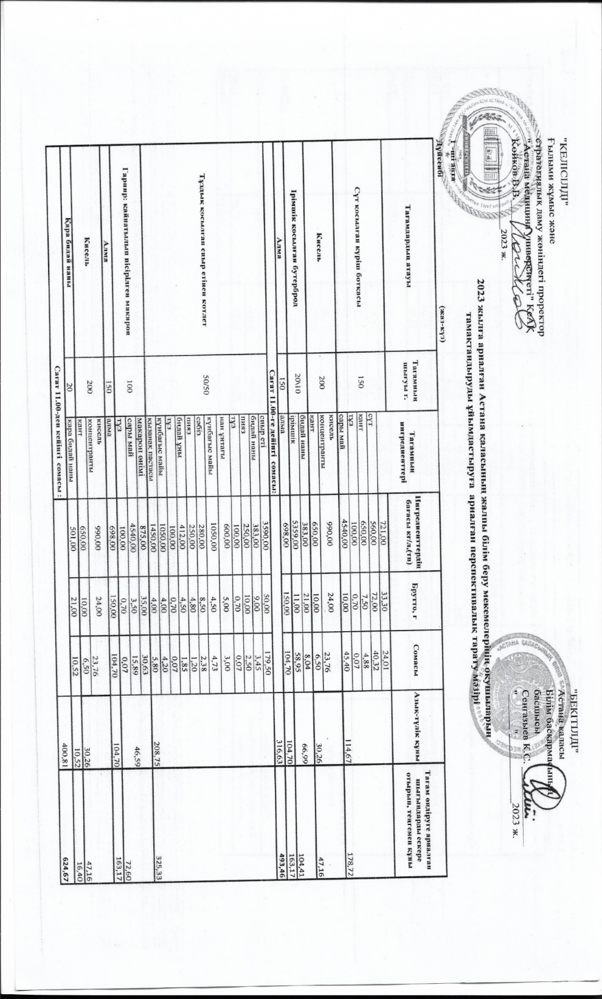 "КЕЛІСІЛДІ"
Ғылыми жұмыс және
стратегиялық даму жөніндегі проректор
"Астана медицина университеті" КеАҚ
Койков В.В.
2023 ж.
"БЕКІТІЛДІ"
Астана қаласы
Білім басқармасының
басшысы
Сенгазыев К.С.
" " 2023 ж.
2023 жылға арналған Астана қаласының жалпы білім беру мекемелерінің оқушыларын
тамақтандыруды ұйымдастыруға арналған перспективалық тарату мәзірі
(жаз-күз)
1 -ші апта
Дүйсенбі
Тағамдардың атауы Тағамның шығуы г. Тағамның ингредиенттері Ингредиенттердің бағасы кг/л,(тн) Брутто, г Сомасы Азық-түлік құны Тағам өндіруге арналған шығындарды ескере отырып, теңгемен құны
Сүт қосылған күріш ботқасы 150 114,67 178,72
721,00 33,30 24,01
сүт 560,00 72,00 40,32
қант 650,00 7,50 4,88
тұз 100,00 0,70 0,07
сары май 4540,00 10,00 45,40
Кисель 200 30,26 47,16
кисель концентранты 990,00 24,00 23,76
қант 650,00 10,00 6,50
Ірімшік қосылған бутерброд 20\10 66,99 104,41
бидай наны 383,00 21,00 8,04
ірімшік 5359,00 11,00 58,95
Алма 150 алма 698,00 150,00 104,70 104,70 163,17
Сағат 11.00-ге дейінгі сомасы: 316,63 493,46
Тұздық қосылған сиыр етінен котлет 50/50 208,75 325,33
сиыр еті 3590,00 50,00 179,50
бидай наны 383,00 9,00 3,45
пияз 250,00 10,00 2,50
тұз 100,00 0,70 0,07
нан ұнтағы 600,00 5,00 3,00
күнбағыс майы 1050,00 4,50 4,73
сәбіз 280,00 8,50 2,38
пияз 250,00 4,80 1,20
бидай ұны 412,00 4,50 1,85
тұз 100,00 0,70 0,07
күнбағыс майы 1050,00 4,00 4,20
қызанақ пастасы 1450,00 4,00 5,80
Гарнир: қайнатылып пісірілген макарон 100 46,59 72,60
макарон өнімі 875,00 35,00 30,63
сары май 4540,00 3,50 15,89
тұз 100,00 0,70 0,07
Алма 150 алма 698,00 150,00 104,70 104,70 163,17
Кисель 200 30,26 47,16
кисель концентранты 990,00 24,00 23,76
қант 650,00 10,00 6,50
Қара бидай наны 20 қара бидай наны 501,00 21,00 10,52 10,52 16,40
Сағат 11.00-ден кейінгі сомасы : 400,81 624,67